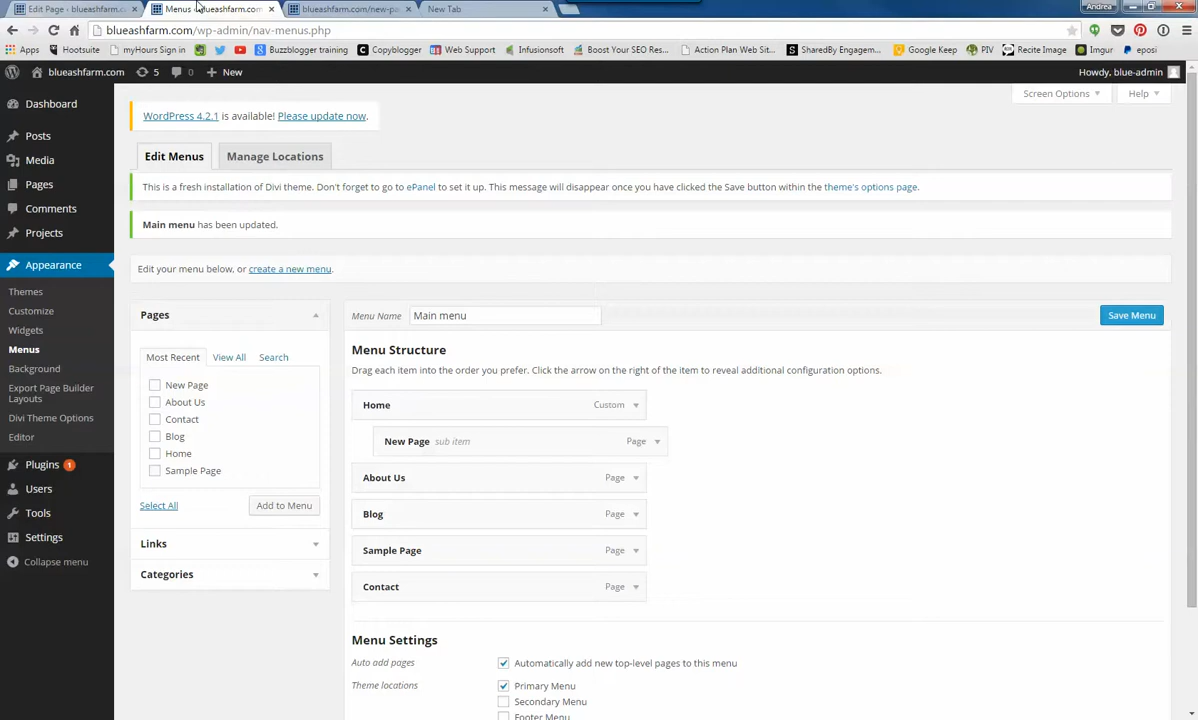 Edit Page ‹ blueashfarm.c
Menus ‹ blueashfarm.com
blueashfarm.com/new-pa
New Tab
Andrea
blueashfarm.com/wp-admin/nav-menus.php
Apps
Hootsuite
myHours Sign in
Buzzblogger training
Copyblogger
Web Support
Infusionsoft
Boost Your SEO Res...
Action Plan Web Sit...
SharedBy Engagem...
Google Keep
PIV
Recite Image
Imgur
eposi
blueashfarm.com
5
0
+ New
Howdy, blue-admin
Screen Options
Help
Dashboard
Posts
Media
Pages
Comments
Projects
Appearance
Themes
Customize
Widgets
Menus
Background
Export Page Builder
Layouts
Divi Theme Options
Editor
Plugins 1
Users
Tools
Settings
Collapse menu
WordPress 4.2.1 is available! Please update now.
Edit Menus
Manage Locations
This is a fresh installation of Divi theme. Don't forget to go to ePanel to set it up. This message will disappear once you have clicked the Save button within the theme's options page.
Main menu has been updated.
Edit your menu below, or create a new menu.
Pages
Most Recent
View All
Search
New Page
About Us
Contact
Blog
Home
Sample Page
Select All
Add to Menu
Links
Categories
Menu Name
Main menu
Save Menu
Menu Structure
Drag each item into the order you prefer. Click the arrow on the right of the item to reveal additional configuration options.
Home Custom
New Page sub item Page
About Us Page
Blog Page
Sample Page Page
Contact Page
Menu Settings
Auto add pages
Automatically add new top-level pages to this menu
Theme locations
Primary Menu
Secondary Menu
Footer Menu